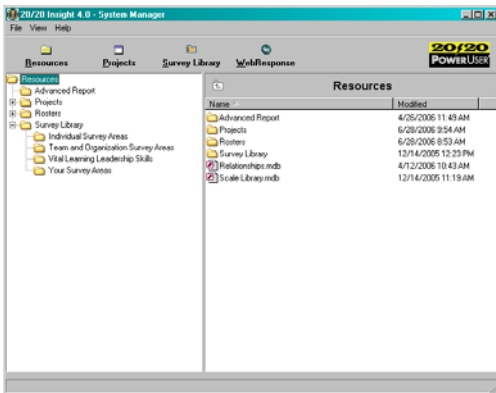 20/20 Insight 4.0 - System Manager
File View Help
Resources Projects Survey Library WebResponse
20/20
POWERUSER
Resources
Advanced Report
Projects
Rosters
Survey Library
Individual Survey Areas
Team and Organization Survey Areas
Vital Learning Leadership Skills
Your Survey Areas
Resources
Name Modified
Advanced Report 4/26/2006 11:49 AM
Projects 6/28/2006 9:54 AM
Rosters 6/28/2006 8:53 AM
Survey Library 12/14/2005 12:23 PM
Relationships.mdb 4/12/2006 10:43 AM
Scale Library.mdb 12/14/2005 11:19 AM